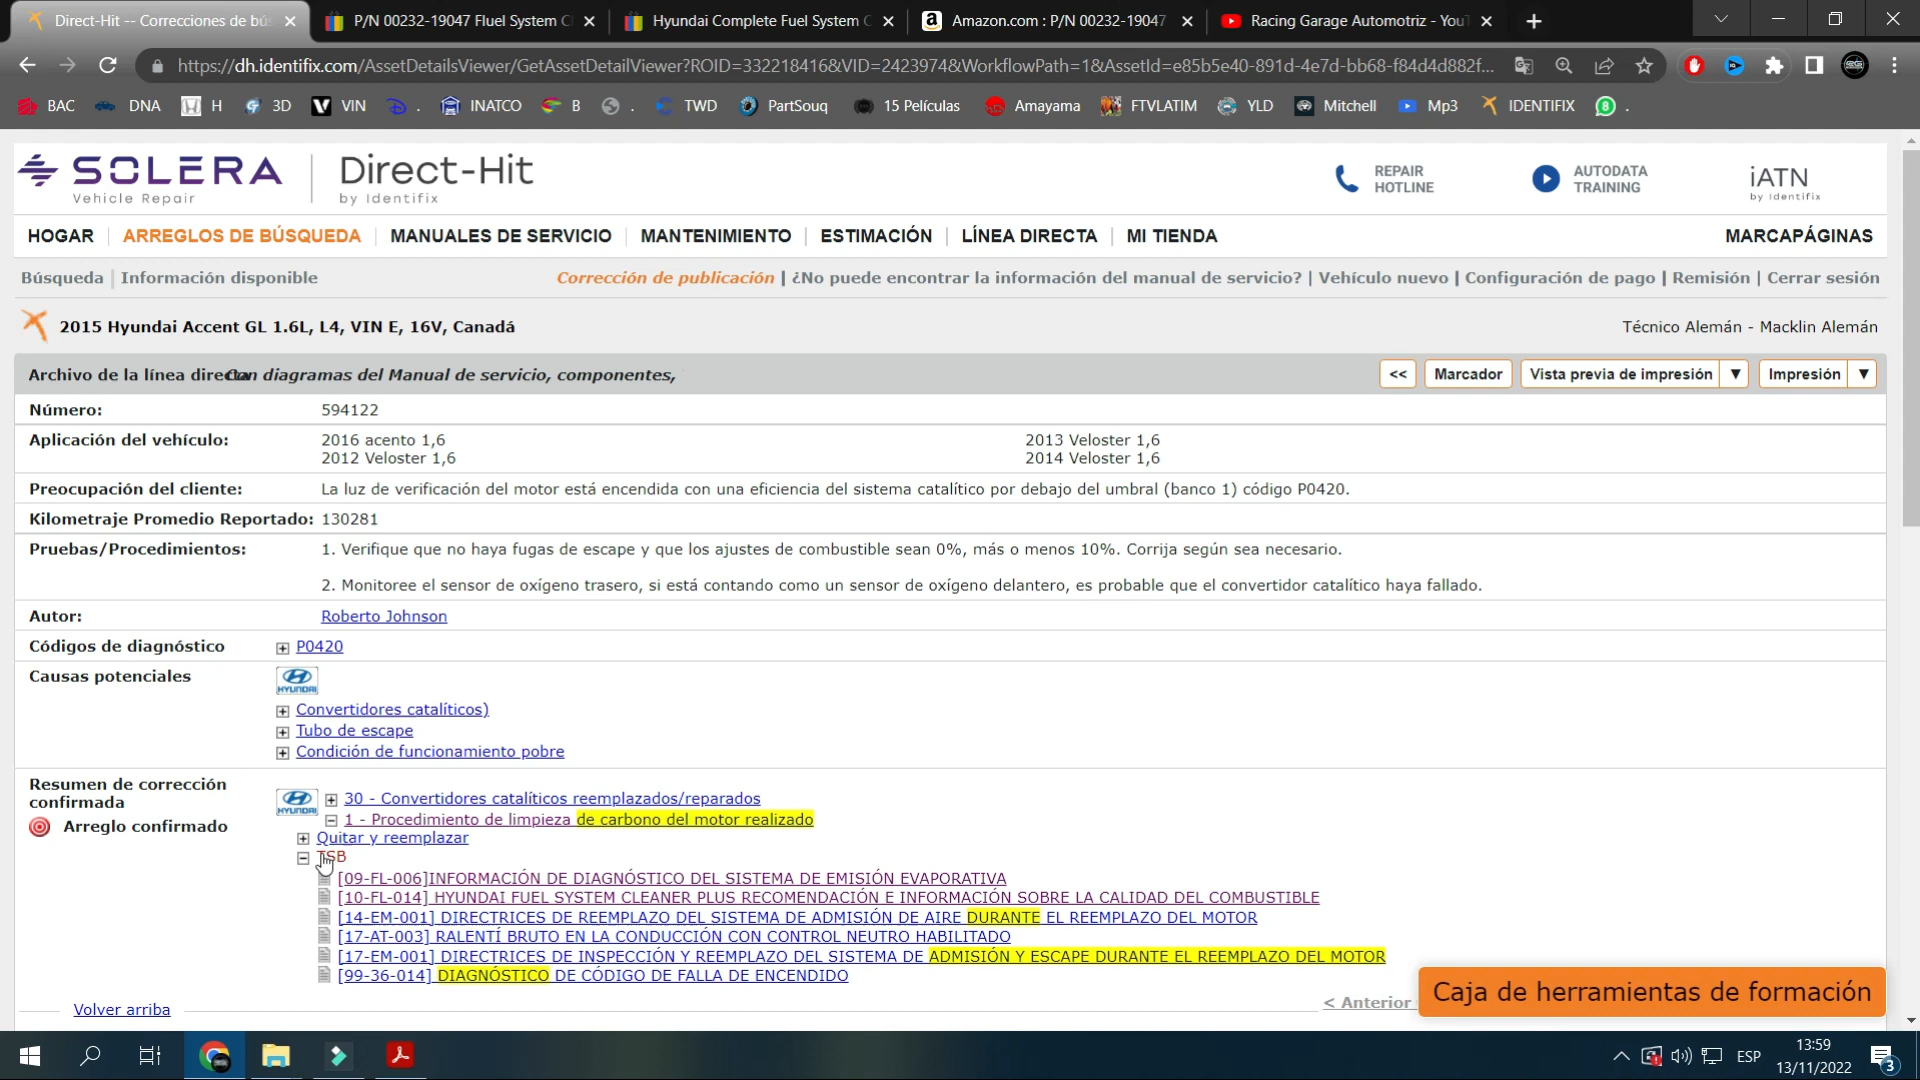 Direct-Hit -- Correcciones de bús
P/N 00232-19047 Fluel System Cl
Hyundai Complete Fuel System C
Amazon.com : P/N 00232-19047
Racing Garage Automotriz - YouT
https://dh.identifix.com/AssetDetailsViewer/GetAssetDetailViewer?ROID=332218416&VID=2423974&WorkflowPath=1&AssetId=e85b5e40-891d-4e7d-bb68-f84d4d882f...
BAC DNA H 3D VIN . INATCO B . TWD PartSouq 15 Películas Amayama FTVLATIM YLD Mitchell Mp3 IDENTIFIX .
SOLERA
Vehicle Repair
Direct-Hit
by Identifix
REPAIR
HOTLINE
AUTODATA
TRAINING
iATN
by Identifix
HOGAR ARREGLOS DE BÚSQUEDA MANUALES DE SERVICIO MANTENIMIENTO ESTIMACIÓN LÍNEA DIRECTA MI TIENDA MARCAPÁGINAS
Búsqueda | Información disponible
Corrección de publicación | ¿No puede encontrar la información del manual de servicio? | Vehículo nuevo | Configuración de pago | Remisión | Cerrar sesión
2015 Hyundai Accent GL 1.6L, L4, VIN E, 16V, Canadá
Técnico Alemán - Macklin Alemán
Archivo de la línea directa
Con diagramas del Manual de servicio, componentes,
<< Marcador Vista previa de impresión ▼ Impresión ▼
Número: 594122
Aplicación del vehículo: 2016 acento 1,6 2013 Veloster 1,6
2012 Veloster 1,6 2014 Veloster 1,6
Preocupación del cliente: La luz de verificación del motor está encendida con una eficiencia del sistema catalítico por debajo del umbral (banco 1) código P0420.
Kilometraje Promedio Reportado: 130281
Pruebas/Procedimientos: 1. Verifique que no haya fugas de escape y que los ajustes de combustible sean 0%, más o menos 10%. Corrija según sea necesario.
2. Monitoree el sensor de oxígeno trasero, si está contando como un sensor de oxígeno delantero, es probable que el convertidor catalítico haya fallado.
Autor: Roberto Johnson
Códigos de diagnóstico P0420
Causas potenciales
HYUNDAI
Convertidores catalíticos)
Tubo de escape
Condición de funcionamiento pobre
Resumen de corrección
confirmada
Arreglo confirmado
HYUNDAI
30 - Convertidores catalíticos reemplazados/reparados
1 - Procedimiento de limpieza de carbono del motor realizado
Quitar y reemplazar
TSB
[09-FL-006]INFORMACIÓN DE DIAGNÓSTICO DEL SISTEMA DE EMISIÓN EVAPORATIVA
[10-FL-014] HYUNDAI FUEL SYSTEM CLEANER PLUS RECOMENDACIÓN E INFORMACIÓN SOBRE LA CALIDAD DEL COMBUSTIBLE
[14-EM-001] DIRECTRICES DE REEMPLAZO DEL SISTEMA DE ADMISIÓN DE AIRE DURANTE EL REEMPLAZO DEL MOTOR
[17-AT-003] RALENTÍ BRUTO EN LA CONDUCCIÓN CON CONTROL NEUTRO HABILITADO
[17-EM-001] DIRECTRICES DE INSPECCIÓN Y REEMPLAZO DEL SISTEMA DE ADMISIÓN Y ESCAPE DURANTE EL REEMPLAZO DEL MOTOR
[99-36-014] DIAGNÓSTICO DE CÓDIGO DE FALLA DE ENCENDIDO
Caja de herramientas de formación
Volver arriba
< Anterior
ESP
13:59
13/11/2022
3